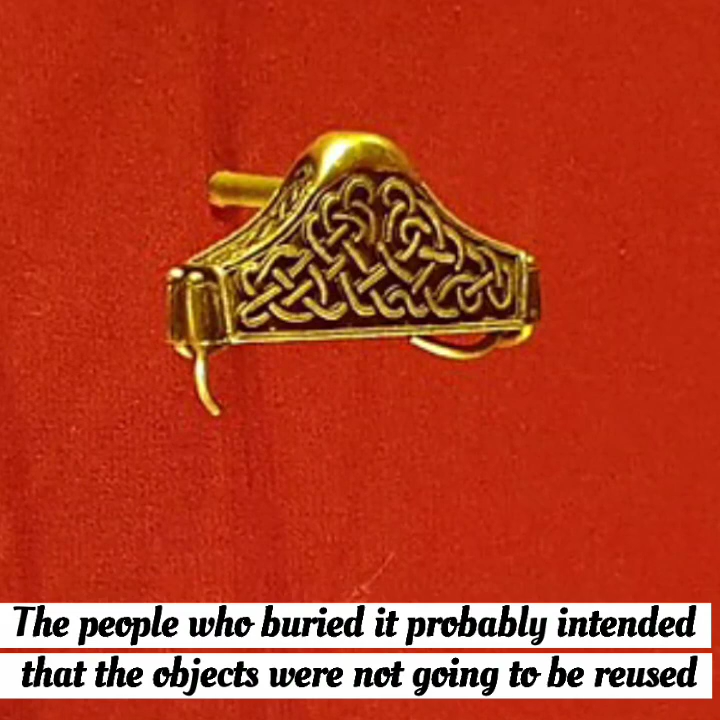 The people who buried it probably intended
that the objects were not going to be reused